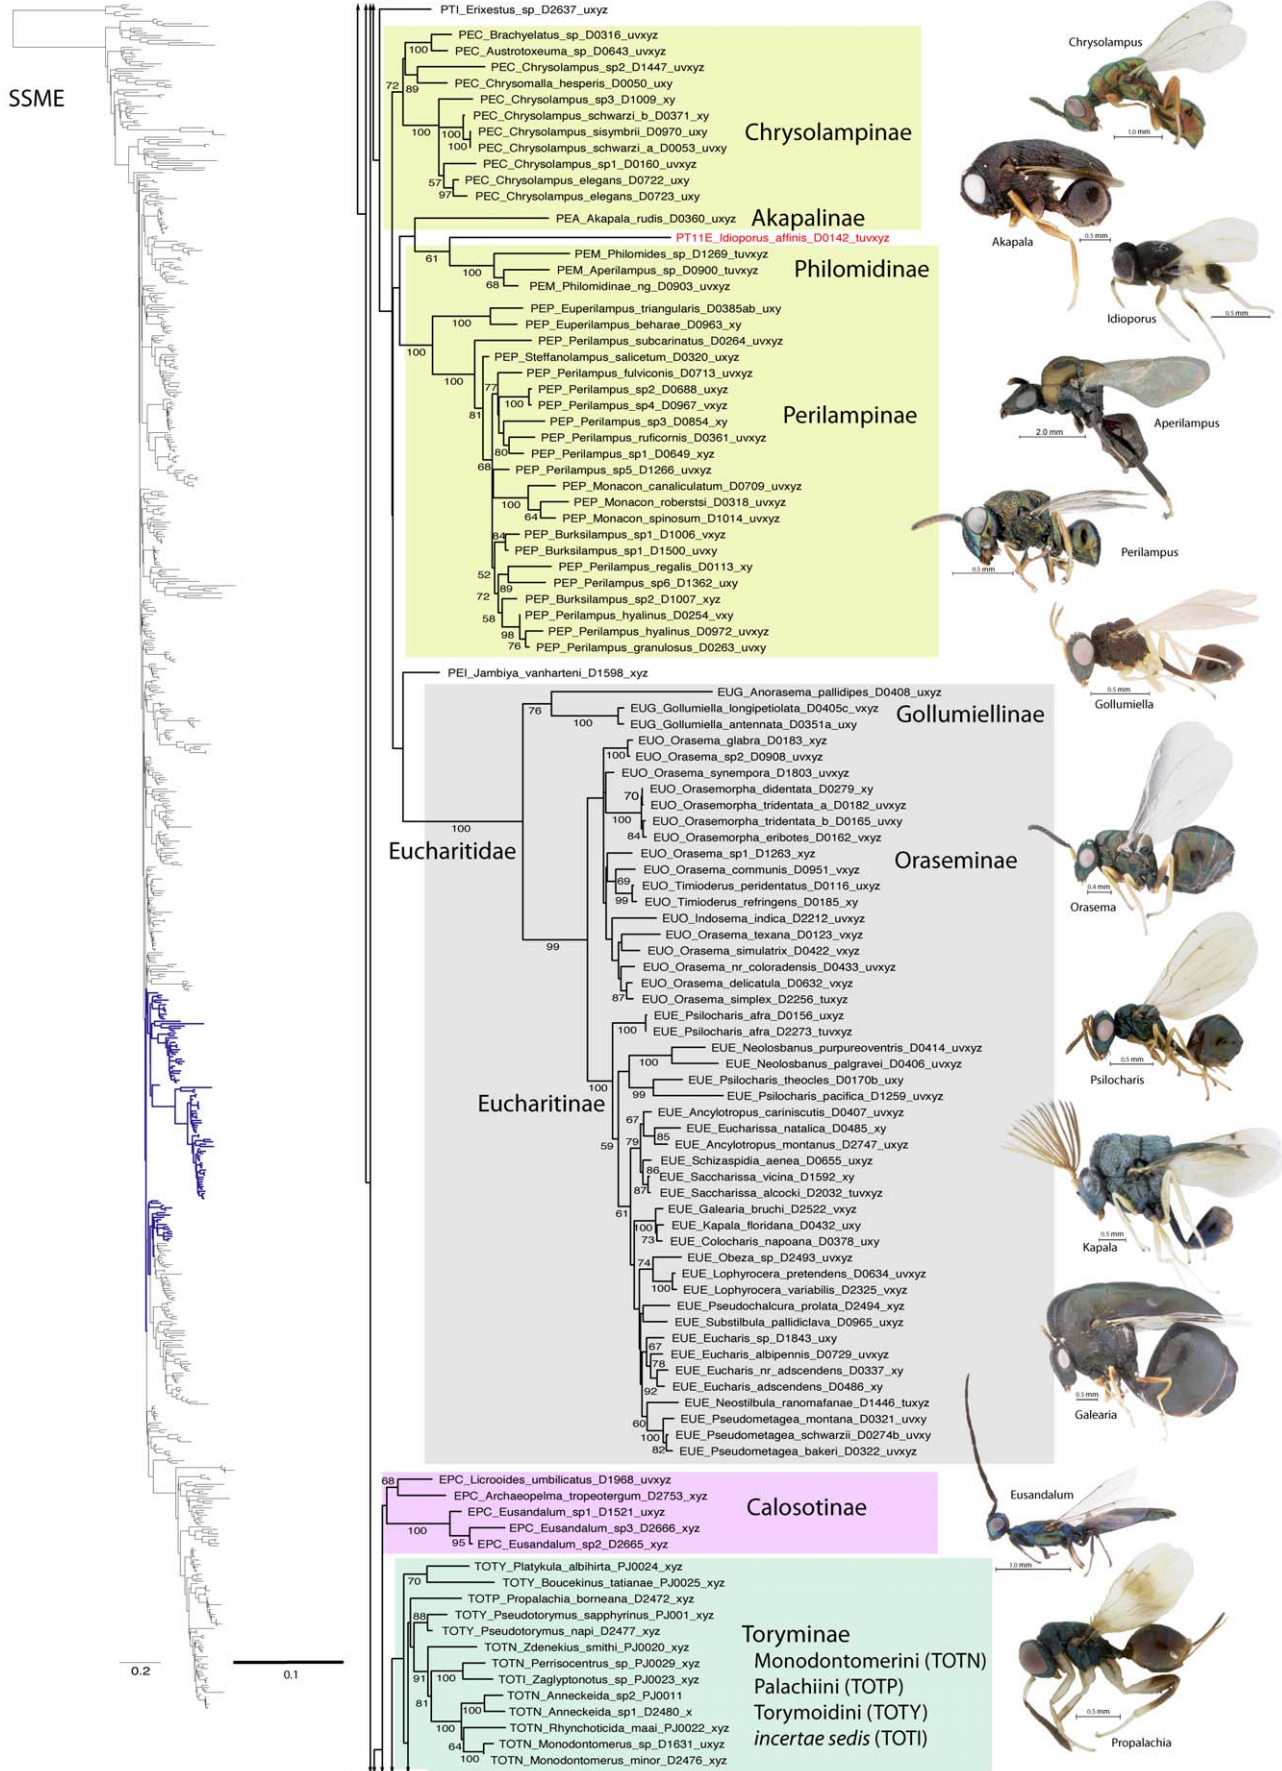 SSME
PTI_Erixestus_sp_D2637_uxyz
PEC_Brachyelatus_sp_D0316_uvxyz
100
PEC_Austrotoxeuma_sp_D0643_uvxyz
PEC_Chrysolampus_sp2_D1447_uvxyz
72
89
PEC_Chrysomalla_hesperis_D0050_uxy
PEC_Chrysolampus_sp3_D1009_xy
PEC_Chrysolampus_schwarzi_b_D0371_xy
100
100
PEC_Chrysolampus_sisymbrii_D0970_uxy
100
PEC_Chrysolampus_schwarzi_a_D0053_uvxy
Chrysolampinae
PEC_Chrysolampus_sp1_D0160_uvxyz
57
PEC_Chrysolampus_elegans_D0722_uxy
97
PEC_Chrysolampus_elegans_D0723_uxy
PEA_Akapala_rudis_D0360_uxyz
Akapalinae
PT11E_Idioporus_affinis_D0142_tuvxyz
61
PEM_Philomides_sp_D1269_tuvxyz
100
PEM_Aperilampus_sp_D0900_tuvxyz
Philomidinae
68
PEM_Philomidinae_ng_D0903_uvxyz
PEP_Euperilampus_triangularis_D0385ab_uxy
100
PEP_Euperilampus_beharae_D0963_xy
PEP_Perilampus_subcarinatus_D0264_uvxyz
100
PEP_Steffanolampus_salicetum_D0320_uxyz
100
PEP_Perilampus_fulviconis_D0713_uvxyz
77
PEP_Perilampus_sp2_D0688_uxyz
100
PEP_Perilampus_sp4_D0967_vxyz
81
PEP_Perilampus_sp3_D0854_xy
Perilampinae
PEP_Perilampus_ruficornis_D0361_uvxyz
80
PEP_Perilampus_sp1_D0649_xyz
68
PEP_Perilampus_sp5_D1266_uvxyz
PEP_Monacon_canaliculatum_D0709_uvxyz
100
PEP_Monacon_roberstsi_D0318_uvxyz
64
PEP_Monacon_spinosum_D1014_uvxyz
84
PEP_Burksilampus_sp1_D1006_vxyz
PEP_Burksilampus_sp1_D1500_uvxy
PEP_Perilampus_regalis_D0113_xy
52
89
PEP_Perilampus_sp6_D1362_uxy
72
PEP_Burksilampus_sp2_D1007_xyz
58
PEP_Perilampus_hyalinus_D0254_vxy
98
PEP_Perilampus_hyalinus_D0972_uvxyz
76
PEP_Perilampus_granulosus_D0263_uvxy
PEI_Jambiya_vanharteni_D1598_xyz
EUG_Anorasema_pallidipes_D0408_uxyz
76
EUG_Gollumiella_longipetiolata_D0405c_vxyz
100
EUG_Gollumiella_antennata_D0351a_uxy
Gollumiellinae
EUO_Orasema_glabra_D0183_xyz
100
EUO_Orasema_sp2_D0908_uvxyz
EUO_Orasema_synempora_D1803_uvxyz
EUO_Orasemorpha_didentata_D0279_xy
70
EUO_Orasemorpha_tridentata_a_D0182_uvxyz
100
EUO_Orasemorpha_tridentata_b_D0165_uvxy
100
84
EUO_Orasemorpha_eribotes_D0162_vxyz
Eucharitidae
EUO_Orasema_sp1_D1263_xyz
Oraseminae
EUO_Orasema_communis_D0951_vxyz
69
EUO_Timioderus_peridentatus_D0116_uxyz
99
EUO_Timioderus_refringens_D0185_xy
EUO_Indosema_indica_D2212_uvxyz
EUO_Orasema_texana_D0123_vxyz
99
EUO_Orasema_simulatrix_D0422_vxyz
EUO_Orasema_nr_coloradensis_D0433_uvxyz
EUO_Orasema_delicatula_D0632_vxyz
87
EUO_Orasema_simplex_D2256_tuxyz
EUE_Psilocharis_afra_D0156_uxyz
100
EUE_Psilocharis_afra_D2273_tuvxyz
EUE_Neolosbanus_purpureoventris_D0414_uvxyz
100
EUE_Neolosbanus_palgravei_D0406_uvxyz
100
EUE_Psilocharis_theocles_D0170b_uxy
99
EUE_Psilocharis_pacifica_D1259_uvxyz
Eucharitinae
EUE_Ancylotropus_cariniscutis_D0407_uvxyz
67
EUE_Eucharissa_natalica_D0485_xy
59
79
85
EUE_Ancylotropus_montanus_D2747_uxyz
EUE_Schizaspidia_aenea_D0655_uxyz
86
EUE_Saccharissa_vicina_D1592_xy
87
EUE_Saccharissa_alcocki_D2032_tuvxyz
EUE_Galearia_bruchi_D2522_vxyz
61
100
EUE_Kapala_floridana_D0432_uxy
73
EUE_Colocharis_napoana_D0378_uxy
EUE_Obeza_sp_D2493_uvxyz
74
EUE_Lophyrocera_pretendens_D0634_uvxyz
100
EUE_Lophyrocera_variabilis_D2325_vxyz
EUE_Pseudochalcura_prolata_D2494_xyz
EUE_Substilbula_pallidiclava_D0965_uxyz
EUE_Eucharis_sp_D1843_uxy
67
EUE_Eucharis_albipennis_D0729_uvxyz
78
EUE_Eucharis_nr_adscendens_D0337_xy
92
EUE_Eucharis_adscendens_D0486_xy
EUE_Neostilbula_ranomafanae_D1446_tuxyz
60
EUE_Pseudometagea_montana_D0321_uvxy
100
EUE_Pseudometagea_schwarzii_D0274b_uvxy
82
EUE_Pseudometagea_bakeri_D0322_uvxyz
68
EPC_Licrooides_umbilicatus_D1968_uvxyz
EPC_Archaeopelma_tropeotergum_D2753_xyz
EPC_Eusandalum_sp1_D1521_uxyz
Calosotinae
100
EPC_Eusandalum_sp3_D2666_xyz
95
EPC_Eusandalum_sp2_D2665_xyz
TOTY_Platykula_albihirta_PJ0024_xyz
70
TOTY_Boucekinus_tatianae_PJ0025_xyz
TOTP_Propalachia_borneana_D2472_xyz
88
TOTY_Pseudotorymus_sapphyrinus_PJ001_xyz
TOTY_Pseudotorymus_napi_D2477_xyz
TOTN_Zdenekius_smithi_PJ0020_xyz
TOTN_Perrisocentrus_sp_PJ0029_xyz
91
100
TOTI_Zaglyptonotus_sp_PJ0023_xyz
TOTN_Anneckeida_sp2_PJ0011
81
100
TOTN_Anneckeida_sp1_D2480_x
100
TOTN_Rhynchoticida_maai_PJ0022_xyz
64
TOTN_Monodontomerus_sp_D1631_uxyz
100
TOTN_Monodontomerus_minor_D2476_xyz
Toryminae
Monodontomerini (TOTN)
Palachiini (TOTP)
Torymoidini (TOTY)
incertae sedis (TOTI)
0.2
0.1
Chrysolampus
1.0 mm
Akapala
0.5 mm
Idioporus
0.5 mm
Aperilampus
2.0 mm
Perilampus
0.5 mm
Gollumiella
0.5 mm
Orasema
0.4 mm
Psilocharis
0.5 mm
Kapala
0.5 mm
Galearia
0.5 mm
Eusandalum
1.0 mm
Propalachia
0.5 mm